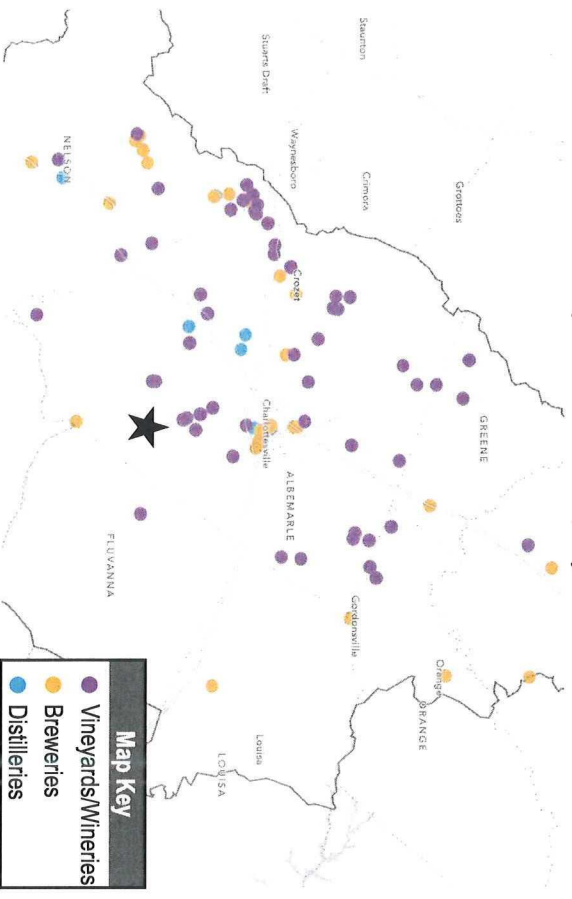 Staunton
Stuarts Draft
Waynesboro
Crimora
Grottoes
NELSON
Crozet
GREENE
Charlottesville
ALBEMARLE
FLUVANNA
Gordonsville
Orange
ORANGE
Louisa
LOUISA
Map Key
Vineyards/Wineries
Breweries
Distilleries